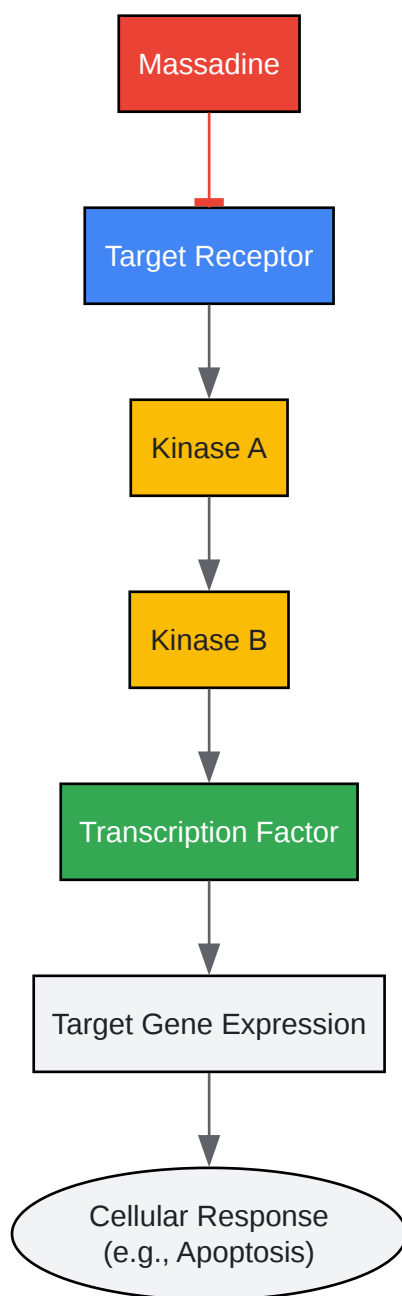 Massadine
Target Receptor
Kinase A
Kinase B
Transcription Factor
Target Gene Expression
Cellular Response
(e.g., Apoptosis)